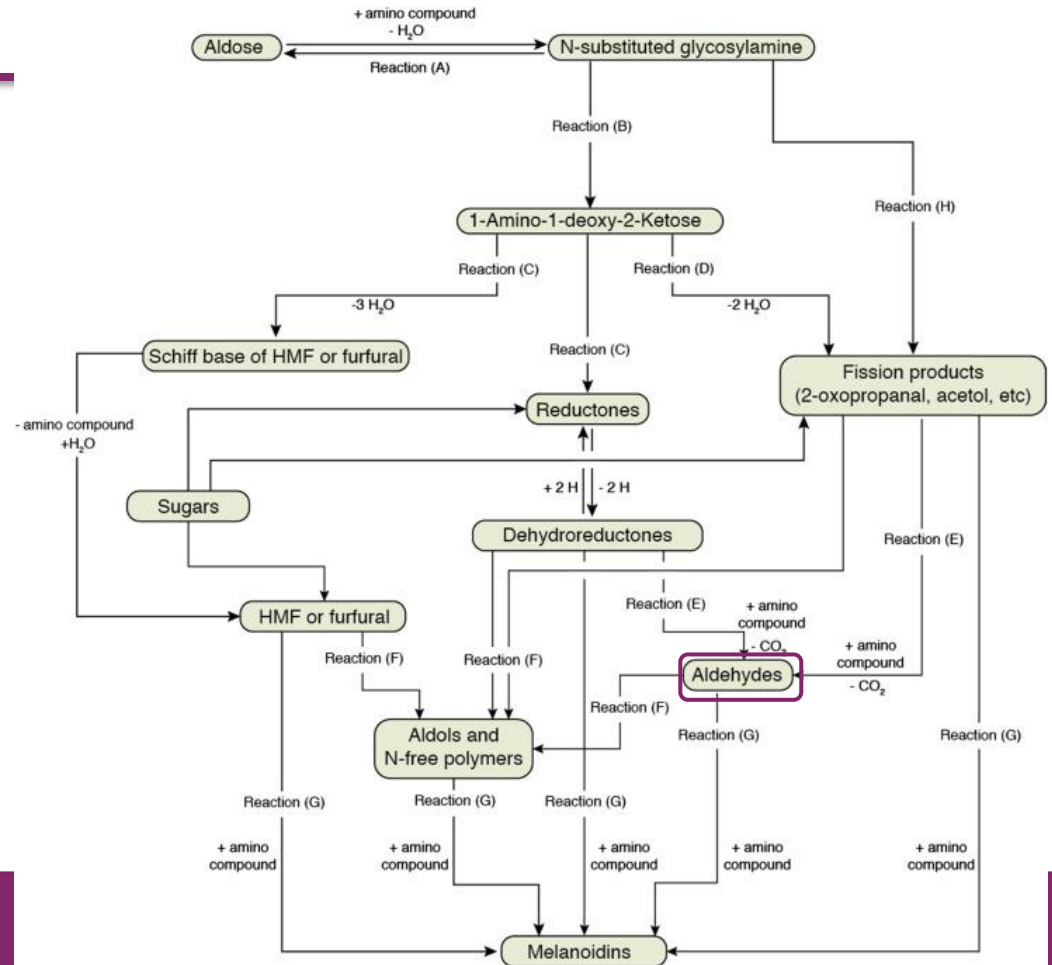 + amino compound
- H₂O
Aldose
N-substituted glycosylamine
Reaction (A)
Reaction (B)
Reaction (H)
1-Amino-1-deoxy-2-Ketose
Reaction (C)
Reaction (D)
-3 H₂O
-2 H₂O
Reaction (C)
Schiff base of HMF or furfural
Fission products
(2-oxopropanal, acetol, etc)
Reductones
- amino compound
+H₂O
+ 2 H
- 2 H
Sugars
Dehydroreductones
Reaction (E)
Reaction (E)
+ amino
compound
- CO₂
HMF or furfural
Reaction (F)
Reaction (F)
+ amino
compound
- CO₂
Aldehydes
Reaction (F)
Aldols and
N-free polymers
Reaction (G)
Reaction (G)
Reaction (G)
Reaction (G)
Reaction (G)
+ amino
compound
+ amino
compound
+ amino
compound
+ amino
compound
+ amino
compound
Melanoidins